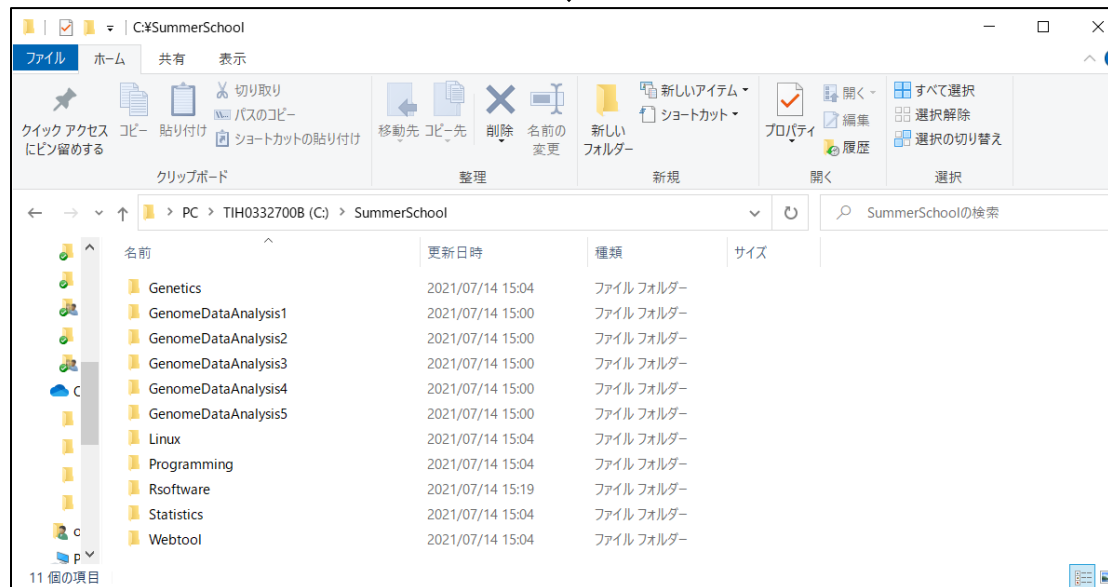 C:¥SummerSchool
ファイル ホーム 共有 表示
クイック アクセス
にピン留めする
コピー
貼り付け
切り取り
パスのコピー
ショートカットの貼り付け
クリップボード
移動先
コピー先
削除
名前の
変更
整理
新しい
フォルダー
新しいアイテム
ショートカット
新規
プロパティ
開く
編集
履歴
開く
すべて選択
選択解除
選択の切り替え
選択
PC > TIH0332700B (C:) > SummerSchool
SummerSchoolの検索
名前 更新日時 種類 サイズ
Genetics 2021/07/14 15:04 ファイル フォルダー
GenomeDataAnalysis1 2021/07/14 15:00 ファイル フォルダー
GenomeDataAnalysis2 2021/07/14 15:00 ファイル フォルダー
GenomeDataAnalysis3 2021/07/14 15:00 ファイル フォルダー
GenomeDataAnalysis4 2021/07/14 15:00 ファイル フォルダー
GenomeDataAnalysis5 2021/07/14 15:00 ファイル フォルダー
Linux 2021/07/14 15:04 ファイル フォルダー
Programming 2021/07/14 15:04 ファイル フォルダー
Rsoftware 2021/07/14 15:19 ファイル フォルダー
Statistics 2021/07/14 15:04 ファイル フォルダー
Webtool 2021/07/14 15:04 ファイル フォルダー
11 個の項目